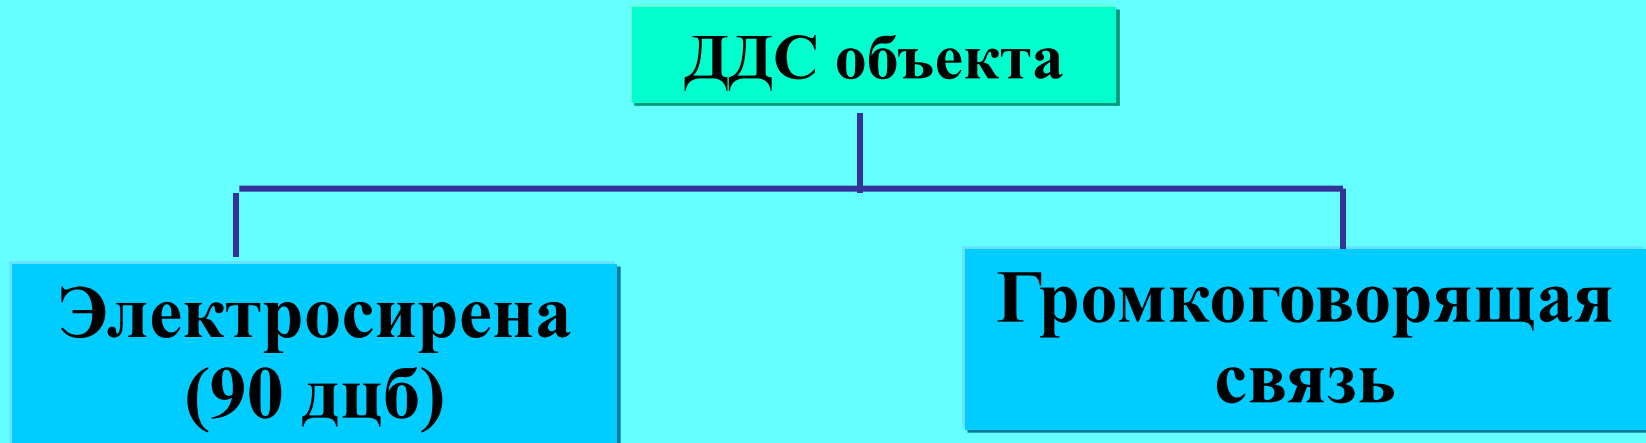 ДДС объекта
Электросирена
(90 дцб)
Громкоговорящая
связь